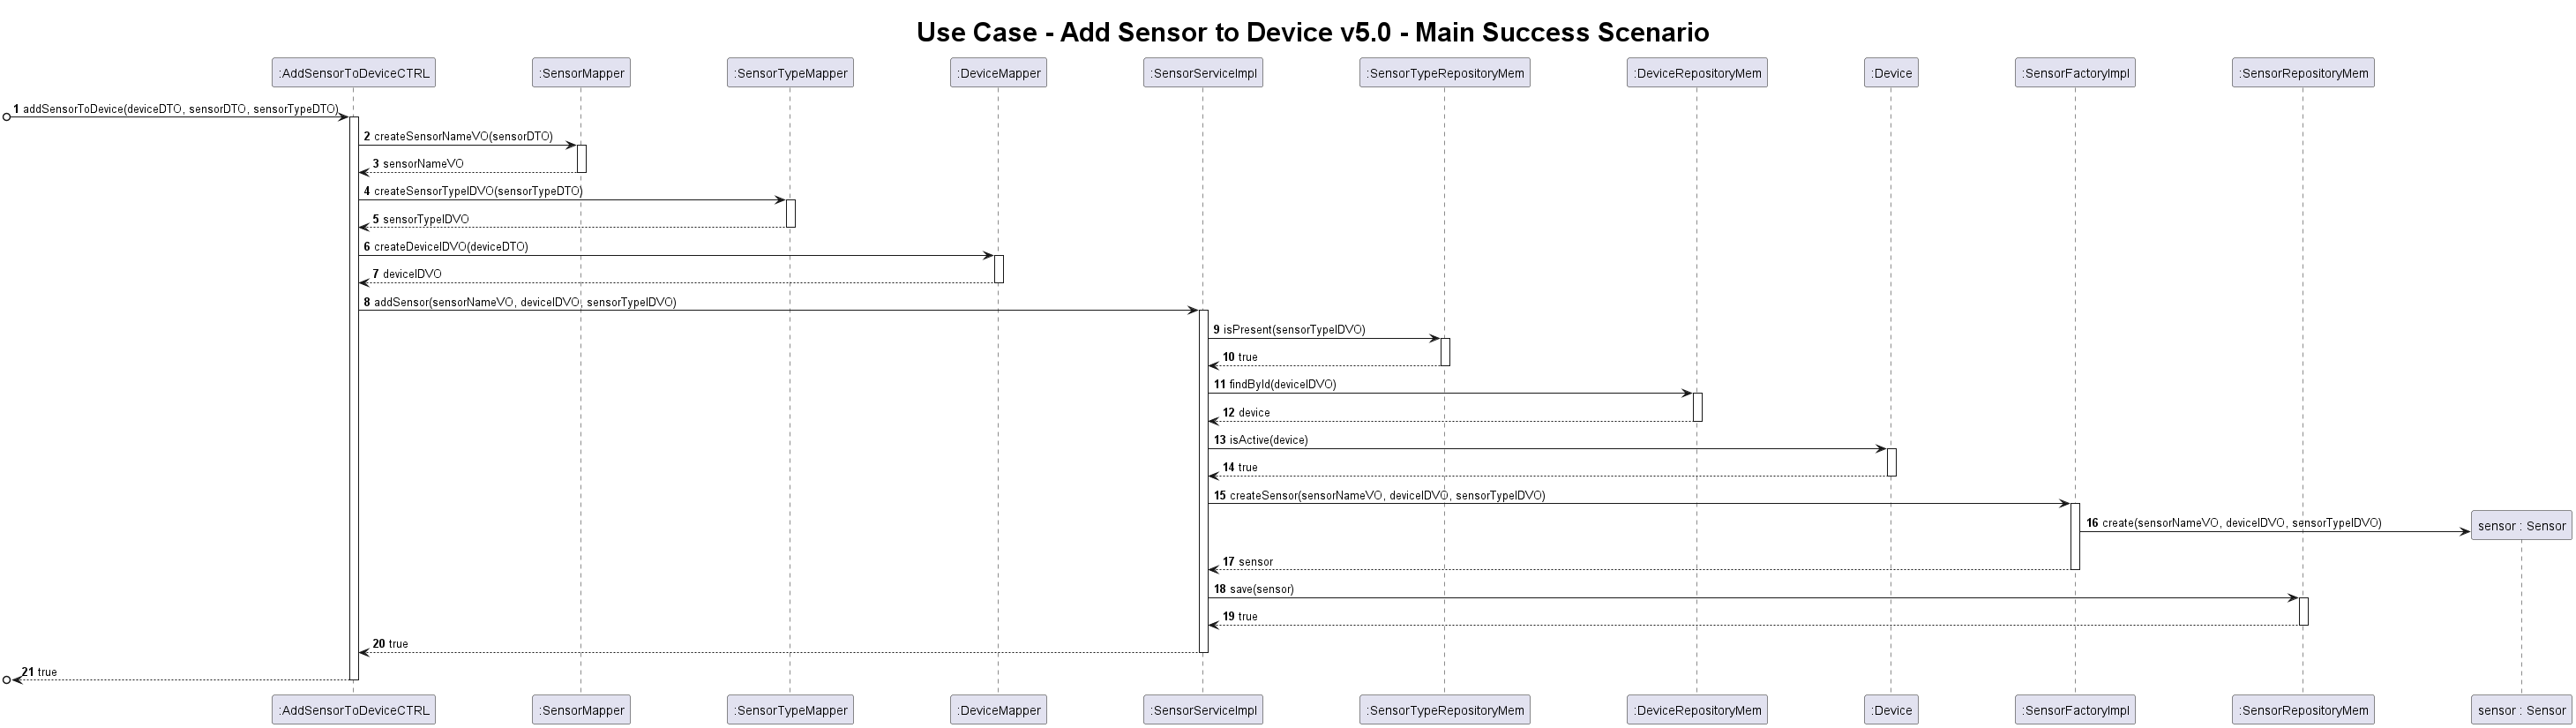 Use Case - Add Sensor to Device v5.0 - Main Success Scenario
:AddSensorToDeviceCTRL :SensorMapper :SensorTypeMapper :DeviceMapper :SensorServiceImpl :SensorTypeRepositoryMem :DeviceRepositoryMem :Device :SensorFactoryImpl :SensorRepositoryMem
1 addSensorToDevice(deviceDTO, sensorDTO, sensorTypeDTO)
2 createSensorNameVO(sensorDTO)
3 sensorNameVO
4 createSensorTypeIDVO(sensorTypeDTO)
5 sensorTypeIDVO
6 createDeviceIDVO(deviceDTO)
7 deviceIDVO
8 addSensor(sensorNameVO, deviceIDVO, sensorTypeIDVO)
9 isPresent(sensorTypeIDVO)
10 true
11 findById(deviceIDVO)
12 device
13 isActive(device)
14 true
15 createSensor(sensorNameVO, deviceIDVO, sensorTypeIDVO)
16 create(sensorNameVO, deviceIDVO, sensorTypeIDVO)
sensor : Sensor
17 sensor
18 save(sensor)
19 true
20 true
21 true
:AddSensorToDeviceCTRL :SensorMapper :SensorTypeMapper :DeviceMapper :SensorServiceImpl :SensorTypeRepositoryMem :DeviceRepositoryMem :Device :SensorFactoryImpl :SensorRepositoryMem sensor : Sensor